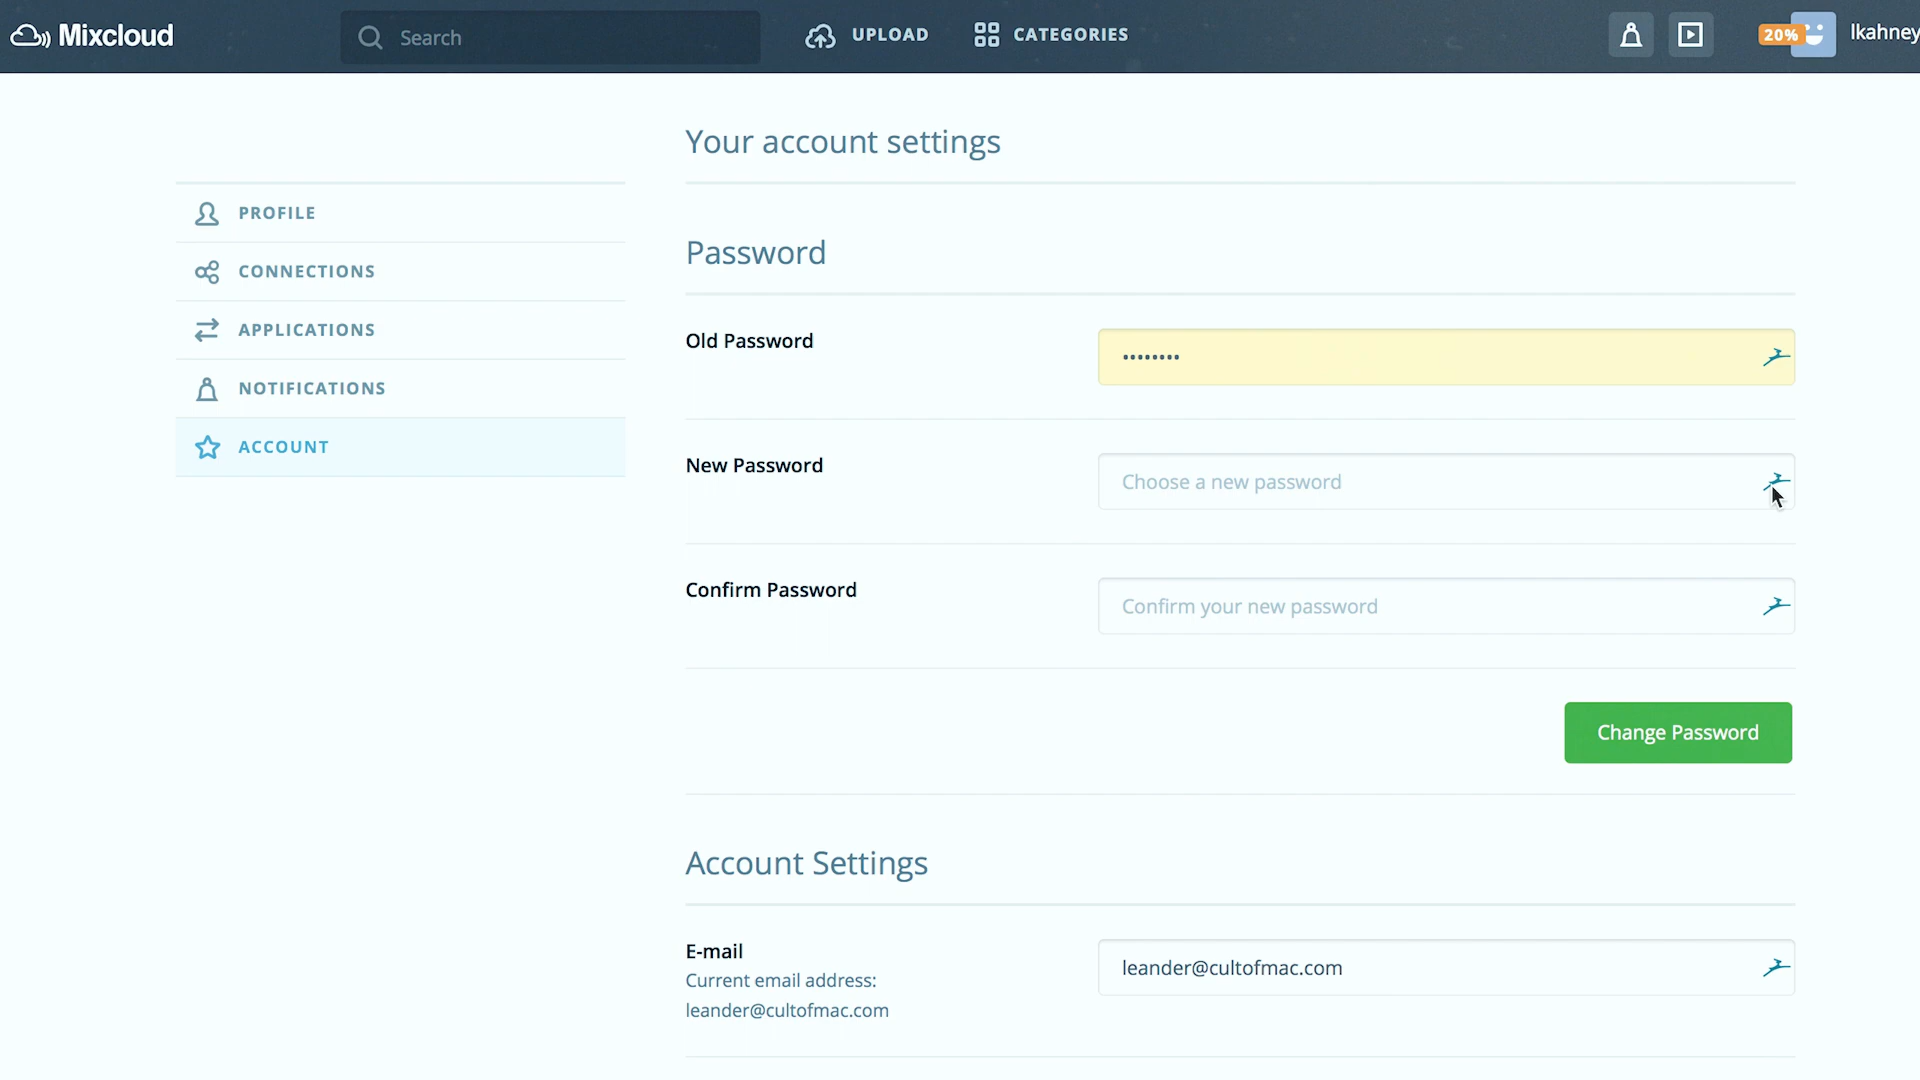 Mixcloud
Search
UPLOAD
CATEGORIES
20%
lkahney
Your account settings
PROFILE
CONNECTIONS
APPLICATIONS
NOTIFICATIONS
ACCOUNT
Password
Old Password
••••••••
New Password
Choose a new password
Confirm Password
Confirm your new password
Change Password
Account Settings
E-mail
Current email address:
leander@cultofmac.com
leander@cultofmac.com